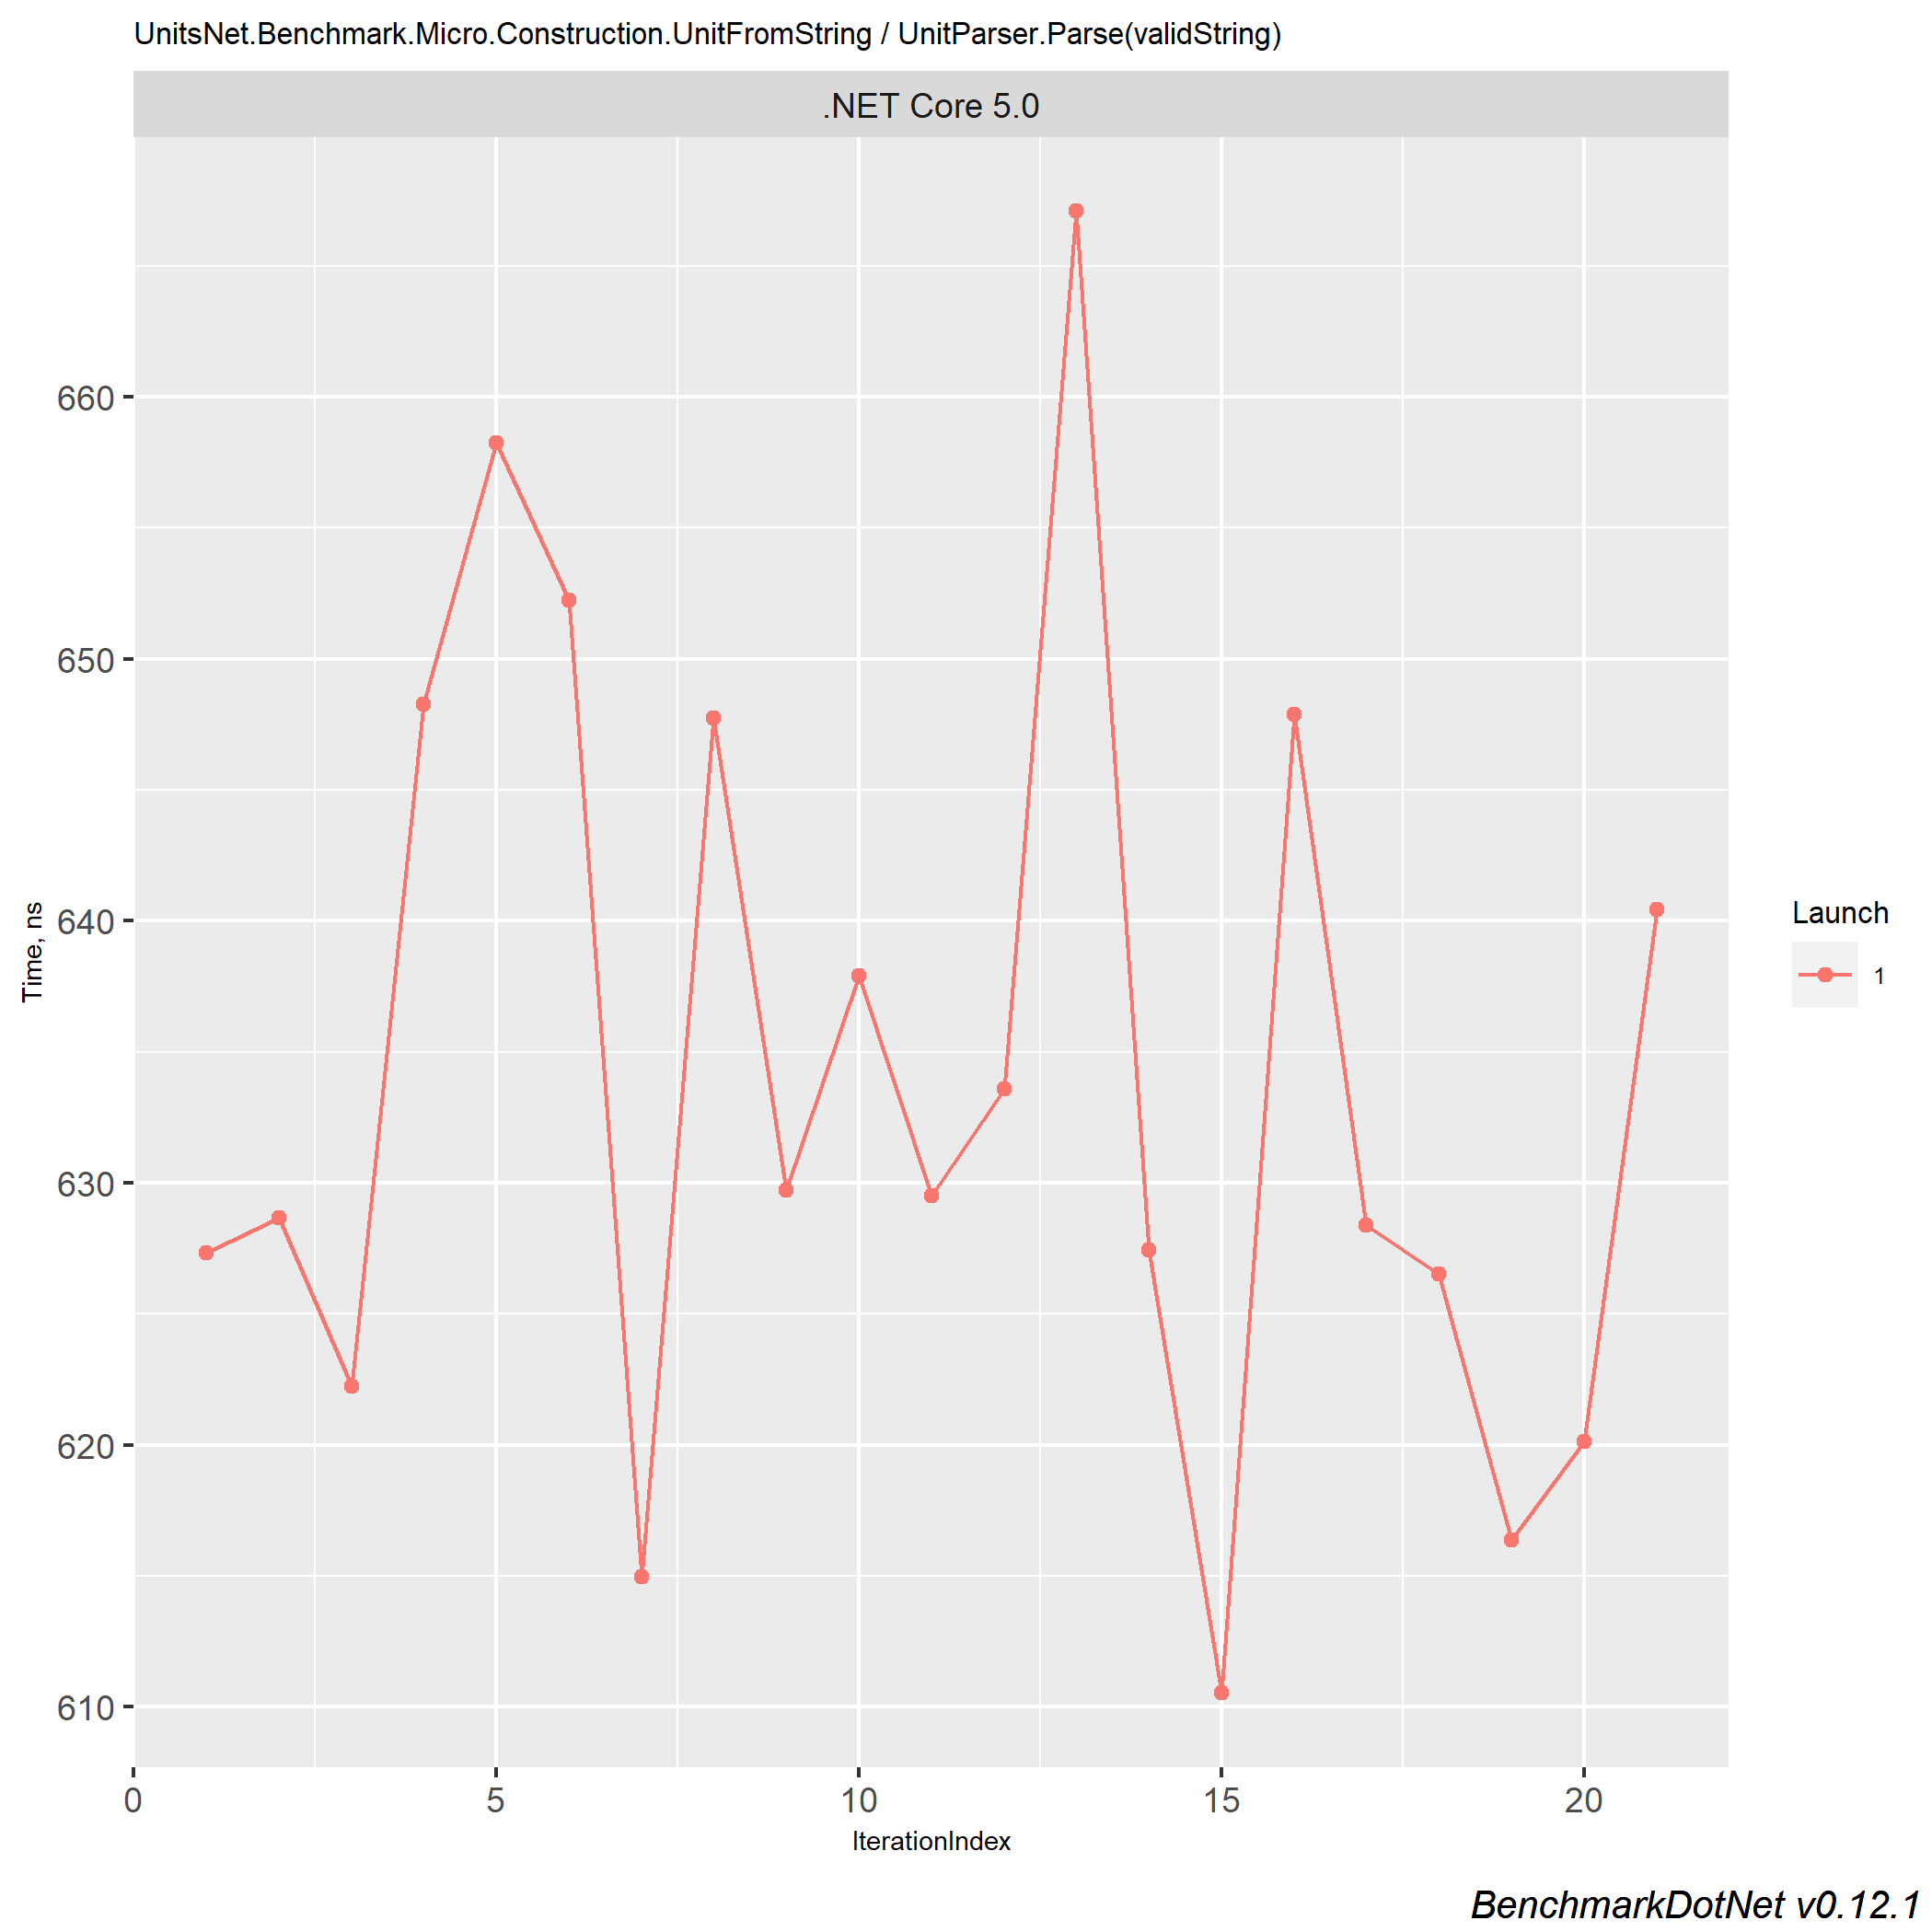 UnitsNet.Benchmark.Micro.Construction.UnitFromString / UnitParser.Parse(validString)
.NET Core 5.0
660
650
640
630
620
610
Time, ns
0 5 10 15 20
IterationIndex
Launch
1
BenchmarkDotNet v0.12.1